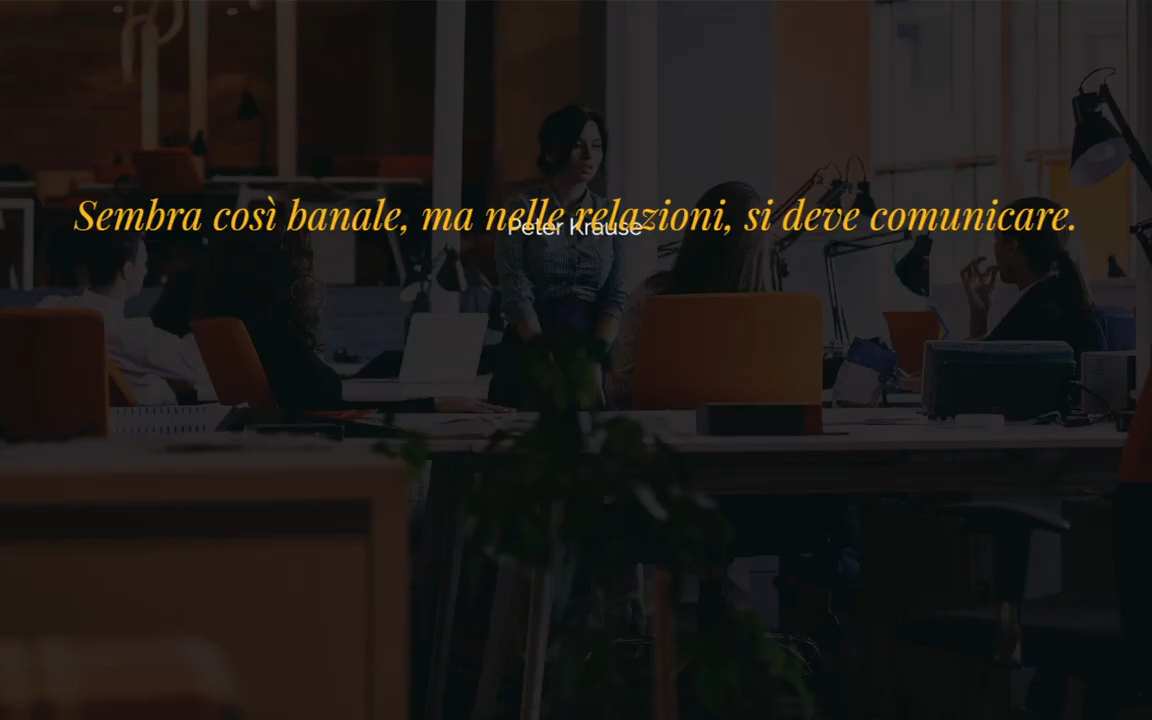 Sembra così banale, ma nelle relazioni, si deve comunicare.
Peter Krause